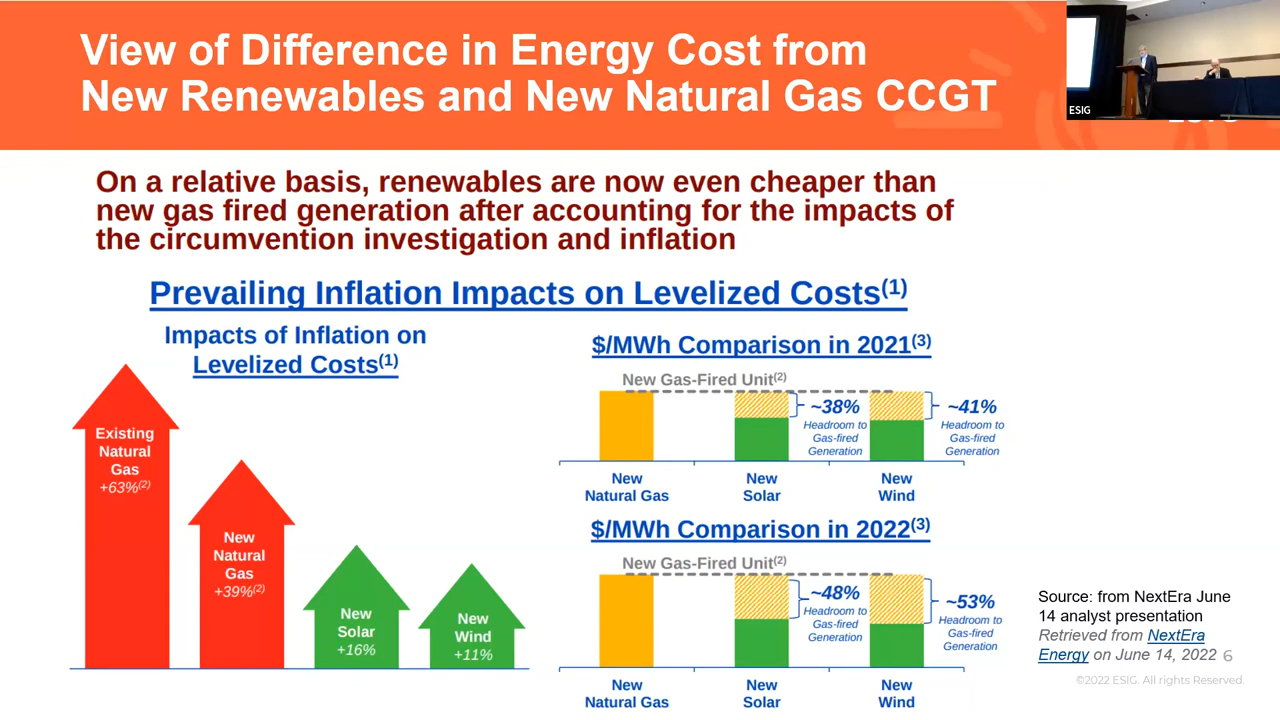 View of Difference in Energy Cost from
New Renewables and New Natural Gas CCGT
ESIG
On a relative basis, renewables are now even cheaper than
new gas fired generation after accounting for the impacts of
the circumvention investigation and inflation
Prevailing Inflation Impacts on Levelized Costs(1)
Impacts of Inflation on
Levelized Costs(1)
Existing
Natural
Gas
+63%(2)
New
Natural
Gas
+39%(2)
New
Solar
+16%
New
Wind
+11%
$/MWh Comparison in 2021(3)
New Gas-Fired Unit(2)
~38%
Headroom to
Gas-fired
Generation
~41%
Headroom to
Gas-fired
Generation
New
Natural Gas
New
Solar
New
Wind
$/MWh Comparison in 2022(3)
New Gas-Fired Unit(2)
~48%
Headroom to
Gas-fired
Generation
~53%
Headroom to
Gas-fired
Generation
New
Natural Gas
New
Solar
New
Wind
Source: from NextEra June
14 analyst presentation
Retrieved from NextEra
Energy on June 14, 2022
6
©2022 ESIG. All rights Reserved.